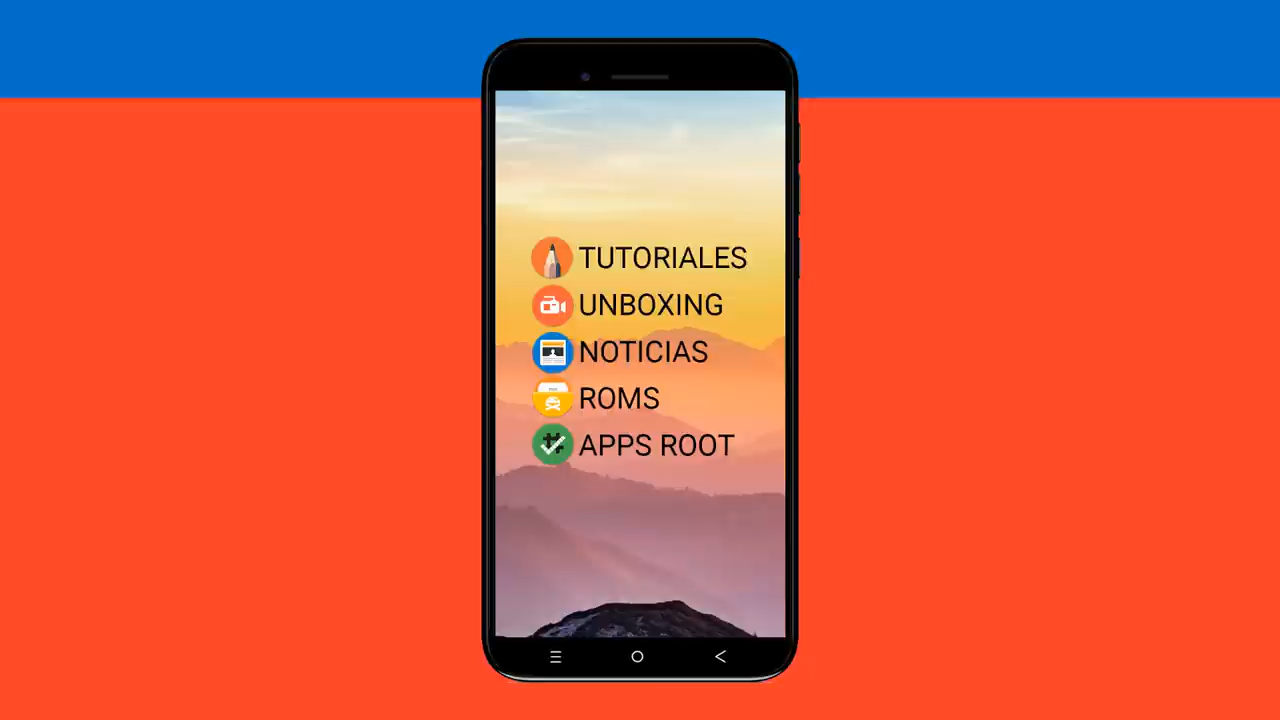 TUTORIALES
UNBOXING
NOTICIAS
ROMS
APPS ROOT